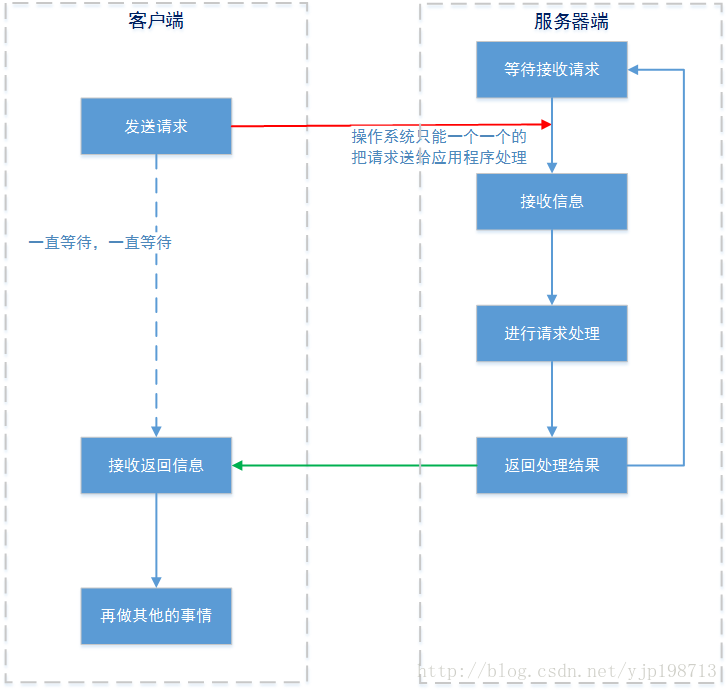 客户端
服务器端
等待接收请求
发送请求
操作系统只能一个一个的
把请求送给应用程序处理
接收信息
一直等待，一直等待
进行请求处理
接收返回信息
返回处理结果
再做其他的事情
http://blog.csdn.net/yjp198713